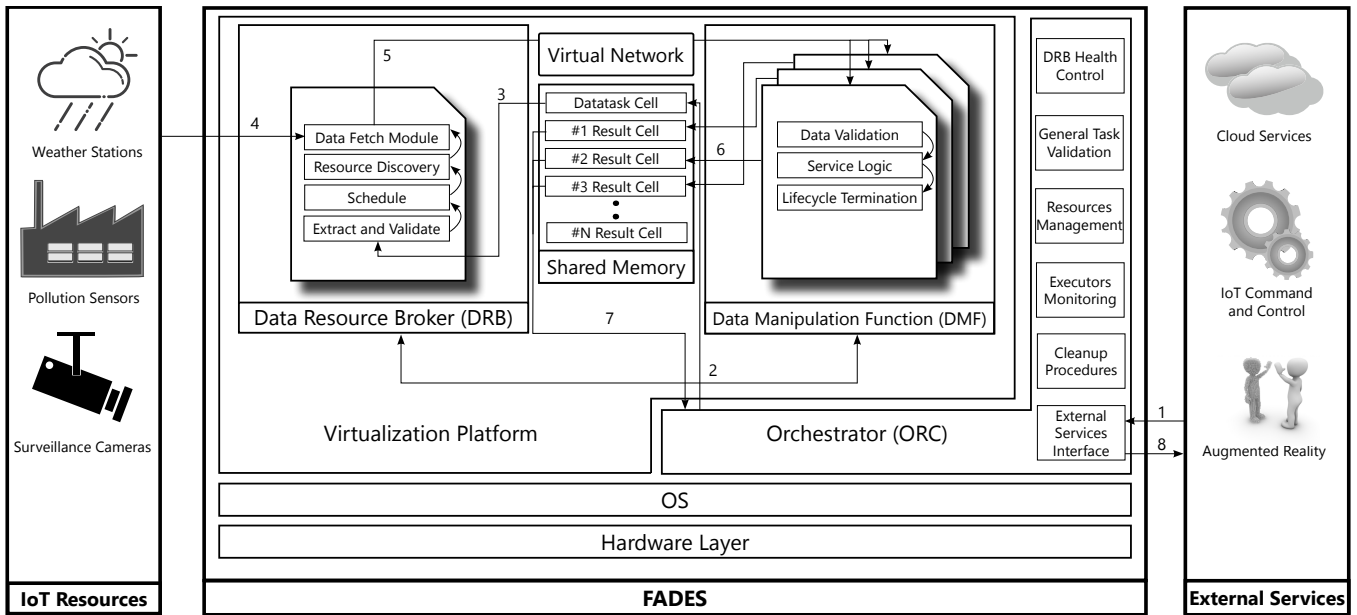 Weather Stations
Pollution Sensors
Surveillance Cameras
IoT Resources
4
5
3
6
7
2
1
8
Data Fetch Module
Resource Discovery
Schedule
Extract and Validate
Data Resource Broker (DRB)
Virtual Network
Datatask Cell
#1 Result Cell
#2 Result Cell
#3 Result Cell
#N Result Cell
Shared Memory
Data Validation
Service Logic
Lifecycle Termination
Data Manipulation Function (DMF)
Virtualization Platform
Orchestrator (ORC)
DRB Health
Control
General Task
Validation
Resources
Management
Executors
Monitoring
Cleanup
Procedures
External
Services
Interface
OS
Hardware Layer
FADES
Cloud Services
IoT Command
and Control
Augmented Reality
External Services